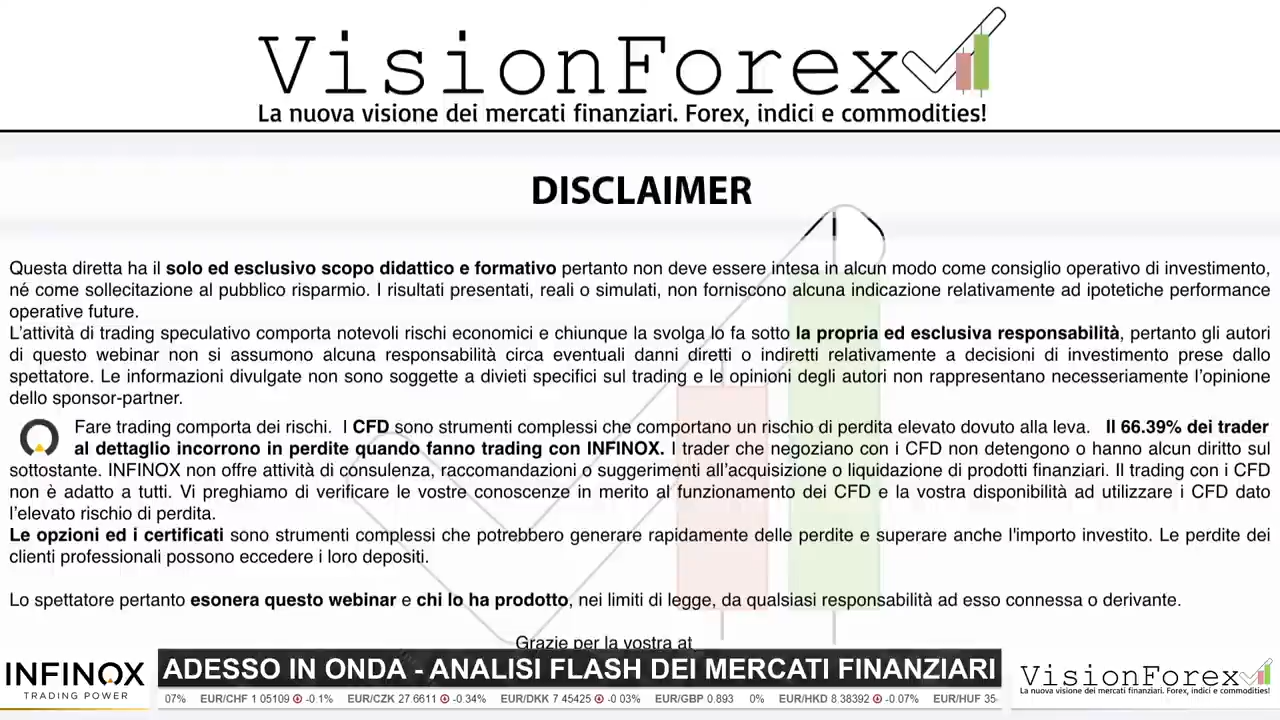 VisionForex
La nuova visione dei mercati finanziari. Forex, indici e commodities!
DISCLAIMER
Questa diretta ha il solo ed esclusivo scopo didattico e formativo pertanto non deve essere intesa in alcun modo come consiglio operativo di investimento,
né come sollecitazione al pubblico risparmio. I risultati presentati, reali o simulati, non forniscono alcuna indicazione relativamente ad ipotetiche performance
operative future.
L'attività di trading speculativo comporta notevoli rischi economici e chiunque la svolga lo fa sotto la propria ed esclusiva responsabilità, pertanto gli autori
di questo webinar non si assumono alcuna responsabilità circa eventuali danni diretti o indiretti relativamente a decisioni di investimento prese dallo
spettatore. Le informazioni divulgate non sono soggette a divieti specifici sul trading e le opinioni degli autori non rappresentano necesseriamente l'opinione
dello sponsor-partner.
Fare trading comporta dei rischi. I CFD sono strumenti complessi che comportano un rischio di perdita elevato dovuto alla leva. Il 66.39% dei trader
al dettaglio incorrono in perdite quando fanno trading con INFINOX. I trader che negoziano con i CFD non detengono o hanno alcun diritto sul
sottostante. INFINOX non offre attività di consulenza, raccomandazioni o suggerimenti all'acquisizione o liquidazione di prodotti finanziari. Il trading con i CFD
non è adatto a tutti. Vi preghiamo di verificare le vostre conoscenze in merito al funzionamento dei CFD e la vostra disponibilità ad utilizzare i CFD dato
l'elevato rischio di perdita.
Le opzioni ed i certificati sono strumenti complessi che potrebbero generare rapidamente delle perdite e superare anche l'importo investito. Le perdite dei
clienti professionali possono eccedere i loro depositi.
Lo spettatore pertanto esonera questo webinar e chi lo ha prodotto, nei limiti di legge, da qualsiasi responsabilità ad esso connessa o derivante.
Grazie per la vostra at
INFINOX
TRADING POWER
ADESSO IN ONDA - ANALISI FLASH DEI MERCATI FINANZIARI
07% EUR/CHF 1 05109 -0.1% EUR/CZK 27.6611 -0.34% EUR/DKK 7 45425 -0.03% EUR/GBP 0.893 0% EUR/HKD 8.38392 -0.07% EUR/HUF 35
VisionForex
La nuova visione dei mercati finanziari. Forex, indici e commodities!